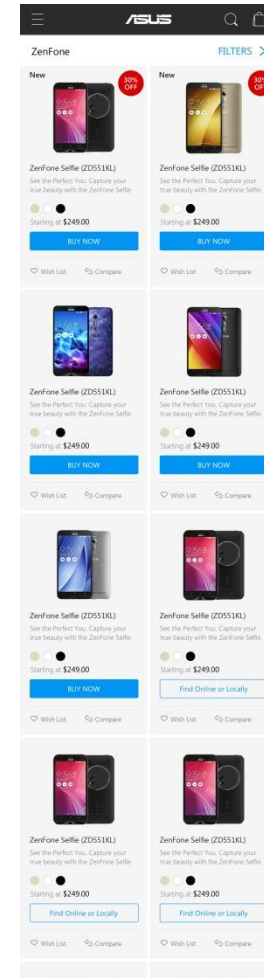 ASUS
ZenFone
FILTERS
New
30%
OFF
9:56
ZenFone Selfie (ZD551KL)
See the Perfect You. Capture your
true beauty with the ZenFone Selfie
Starting at $249.00
BUY NOW
Wish List Compare
New
30%
OFF
ZenFone Selfie (ZD551KL)
See the Perfect You. Capture your
true beauty with the ZenFone Selfie
Starting at $249.00
BUY NOW
Wish List Compare
ZenFone Selfie (ZD551KL)
See the Perfect You. Capture your
true beauty with the ZenFone Selfie
Starting at $249.00
BUY NOW
Wish List Compare
ZenFone Selfie (ZD551KL)
See the Perfect You. Capture your
true beauty with the ZenFone Selfie
Starting at $249.00
BUY NOW
Wish List Compare
ZenFone Selfie (ZD551KL)
See the Perfect You. Capture your
true beauty with the ZenFone Selfie
Starting at $249.00
BUY NOW
Wish List Compare
ZenFone Selfie (ZD551KL)
See the Perfect You. Capture your
true beauty with the ZenFone Selfie
Starting at $249.00
Find Online or Locally
Wish List Compare
ZenFone Selfie (ZD551KL)
See the Perfect You. Capture your
true beauty with the ZenFone Selfie
Starting at $249.00
Find Online or Locally
Wish List Compare
ZenFone Selfie (ZD551KL)
See the Perfect You. Capture your
true beauty with the ZenFone Selfie
Starting at $249.00
Find Online or Locally
Wish List Compare